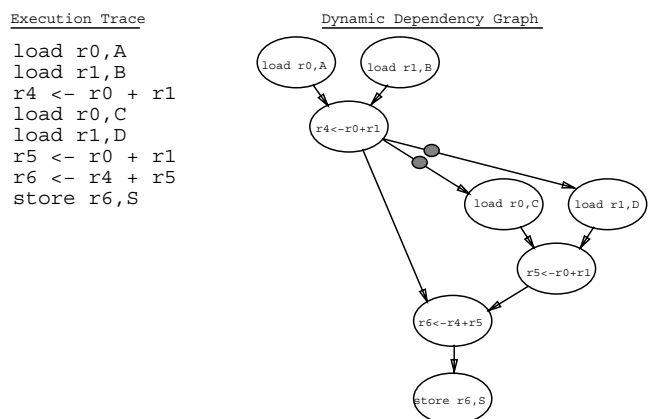 Execution Trace
load r0,A
load r1,B
r4 <- r0 + r1
load r0,C
load r1,D
r5 <- r0 + r1
r6 <- r4 + r5
store r6,S
Dynamic Dependency Graph
load r0,A
load r1,B
r4<-r0+r1
load r0,C
load r1,D
r5<-r0+r1
r6<-r4+r5
store r6,S